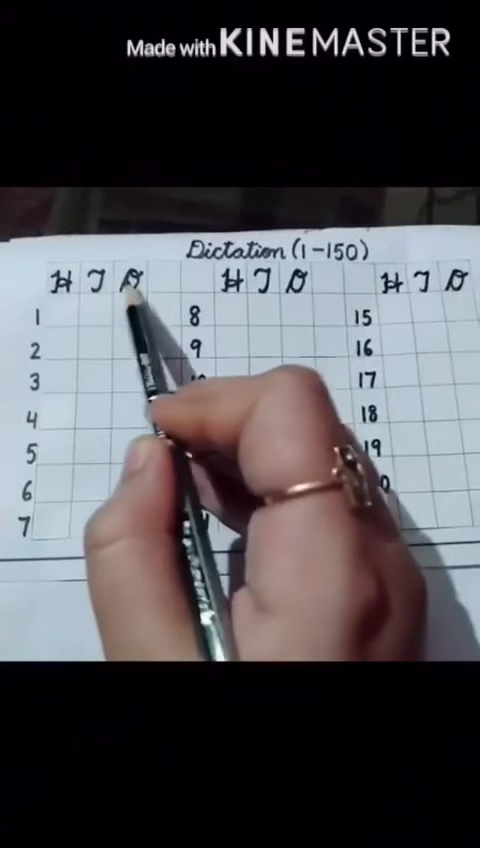 Made with KINEMASTER
Dictation (1-150)
H T O H T O H T O
1 8 15
2 9 16
3 17
4 18
5 19
6
7